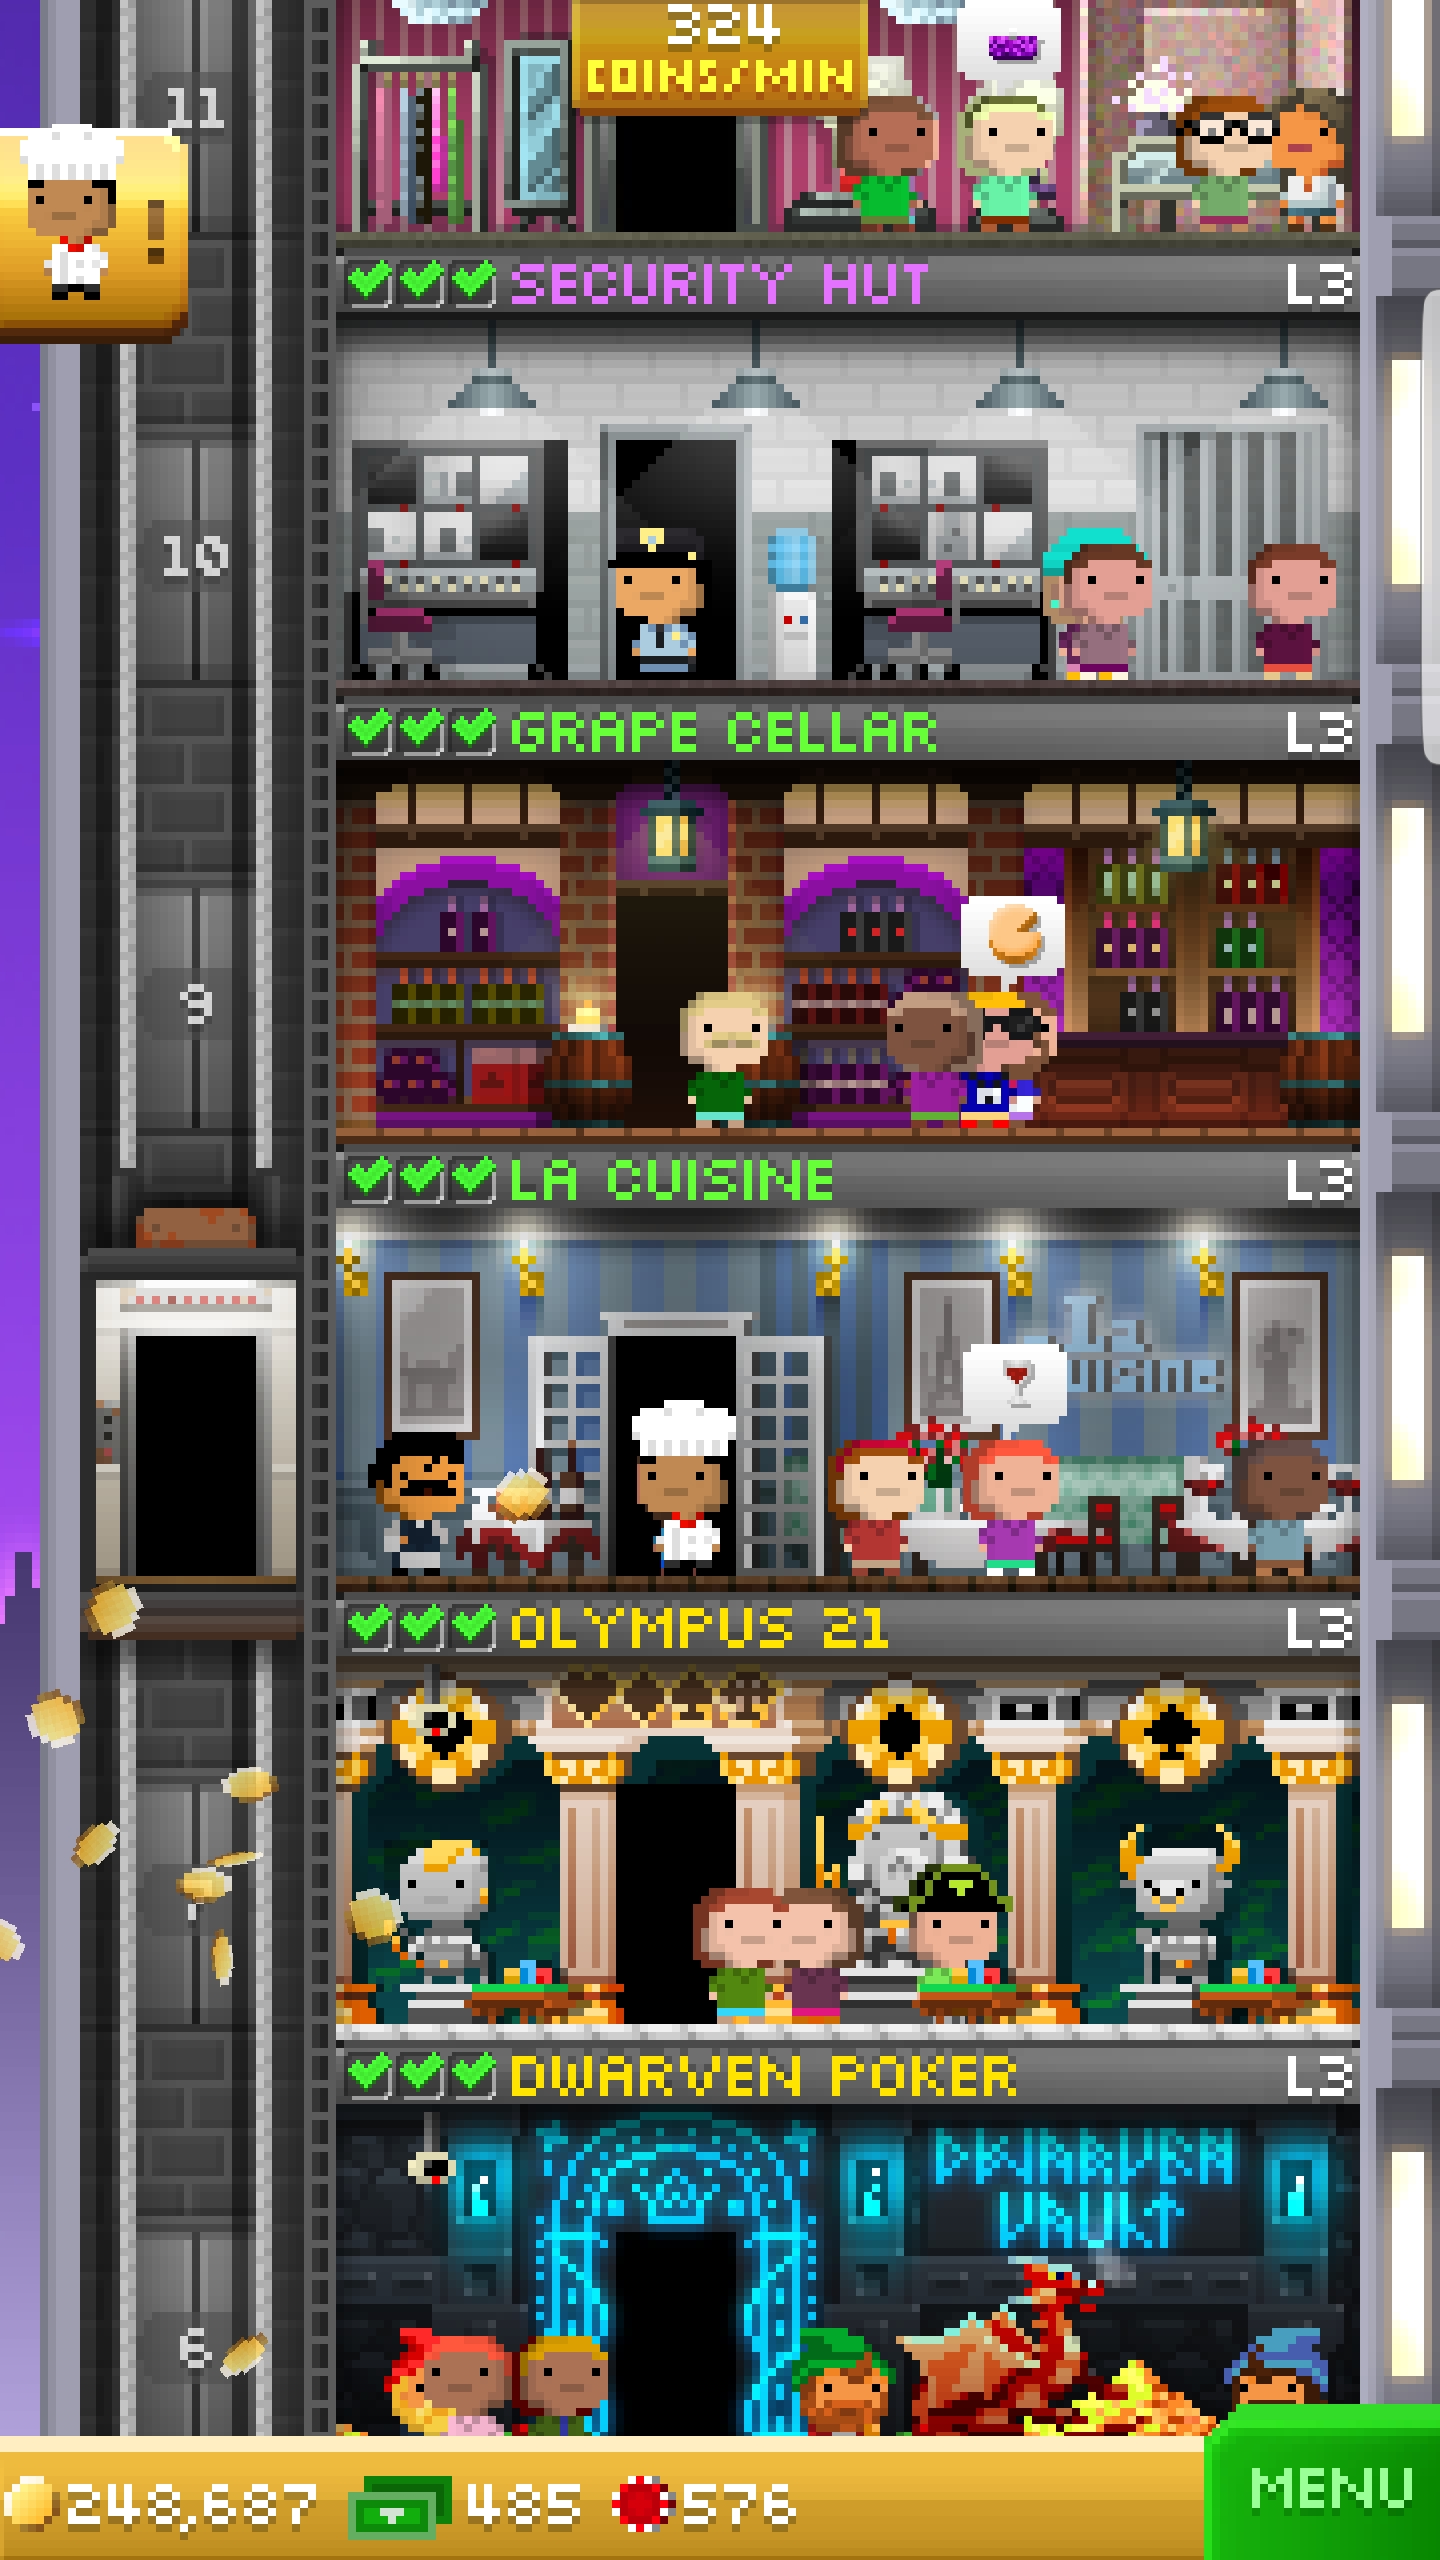 324
COINS/MIN
11
!
SECURITY HUT L3
10
GRAPE CELLAR L3
9
LA CUISINE L3
La
Cuisine
OLYMPUS 21 L3
DWARVEN POKER L3
DWARVEN
VAULT
6
248,687 485 576
MENU